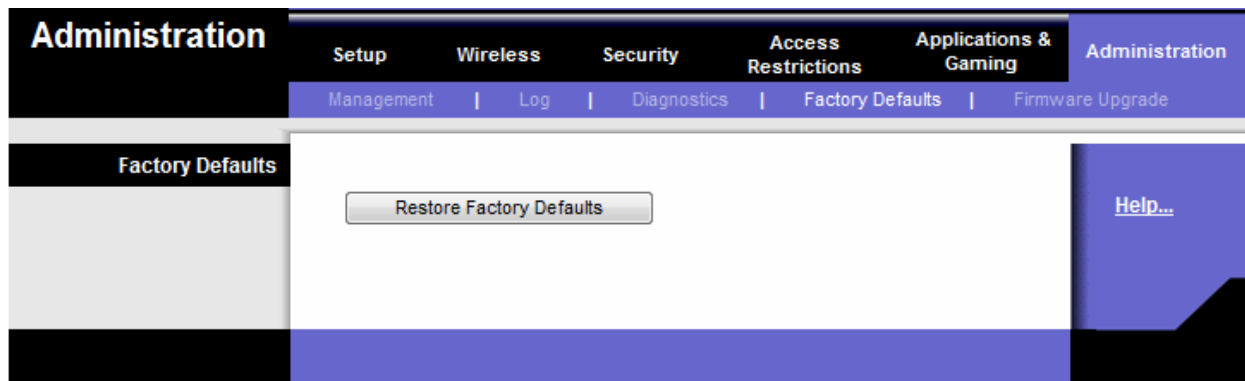 Administration
Setup
Wireless
Security
Access
Restrictions
Applications &
Gaming
Administration
Management | Log | Diagnostics | Factory Defaults | Firmware Upgrade
Factory Defaults
Restore Factory Defaults
Help...